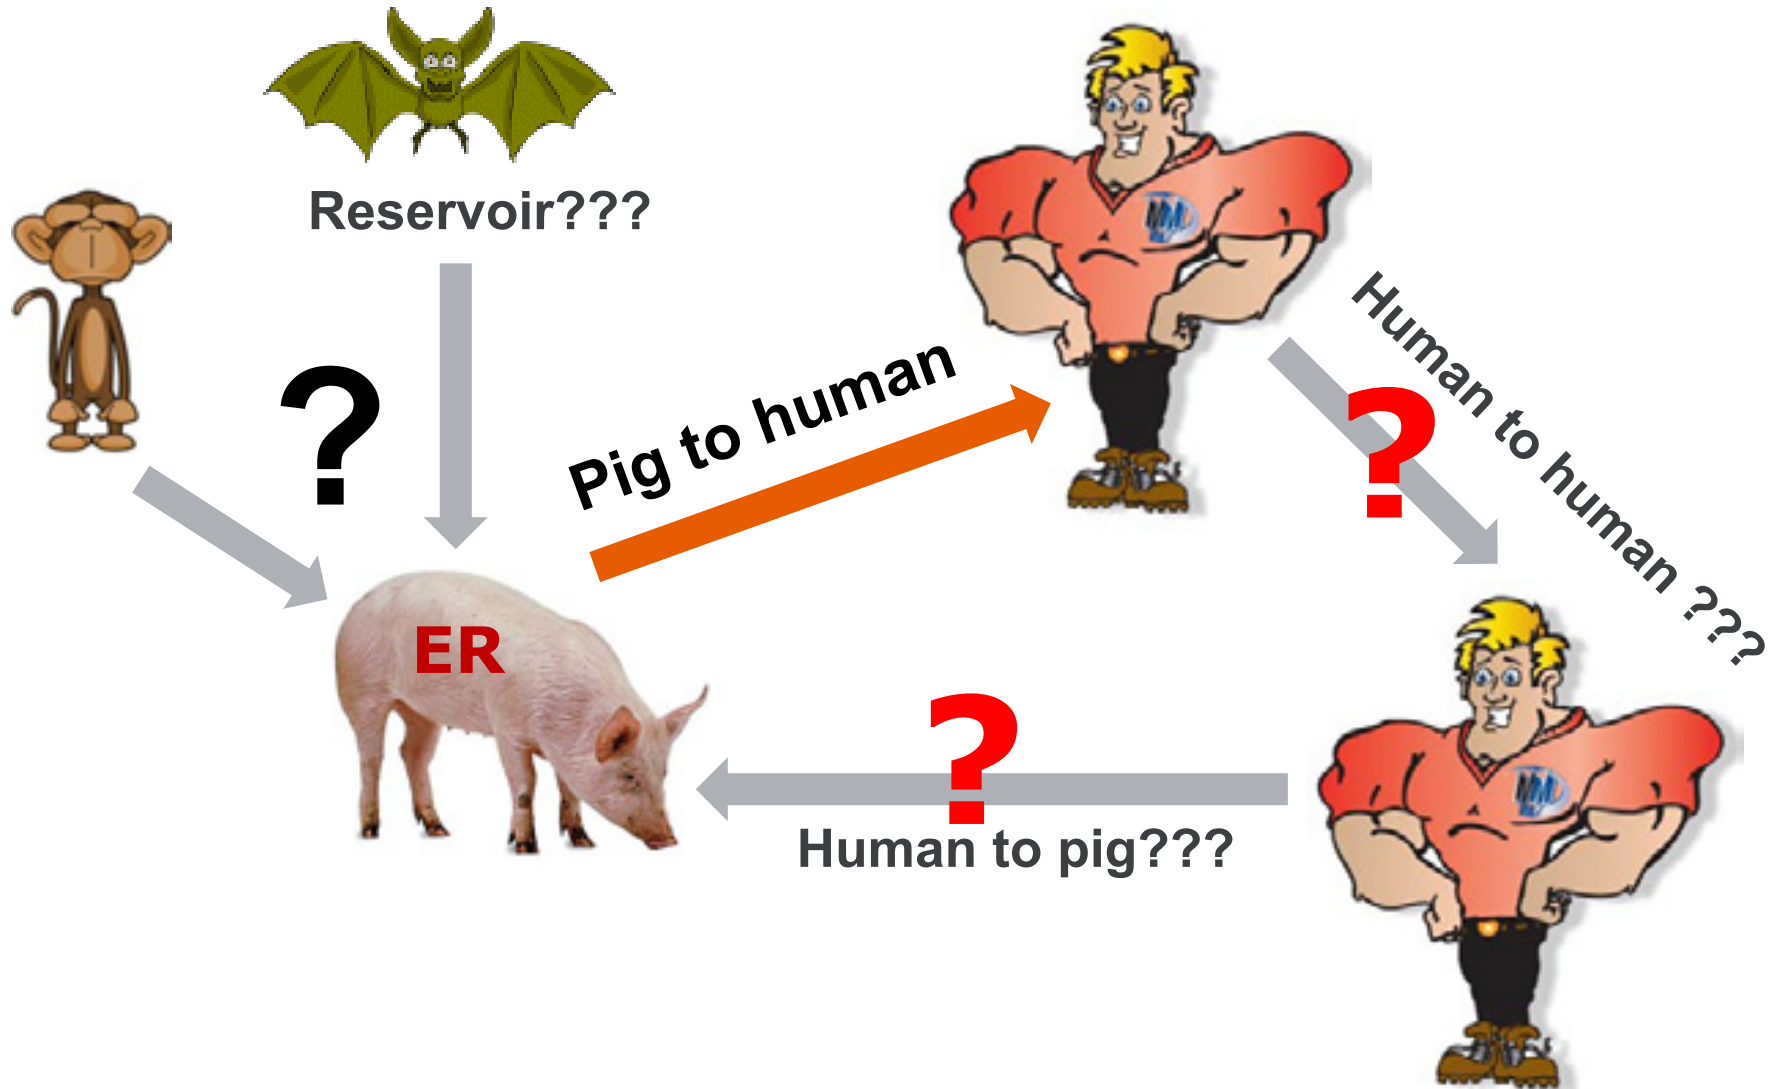 Reservoir???
?
Pig to human
Human to human ???
?
ER
?
Human to pig???